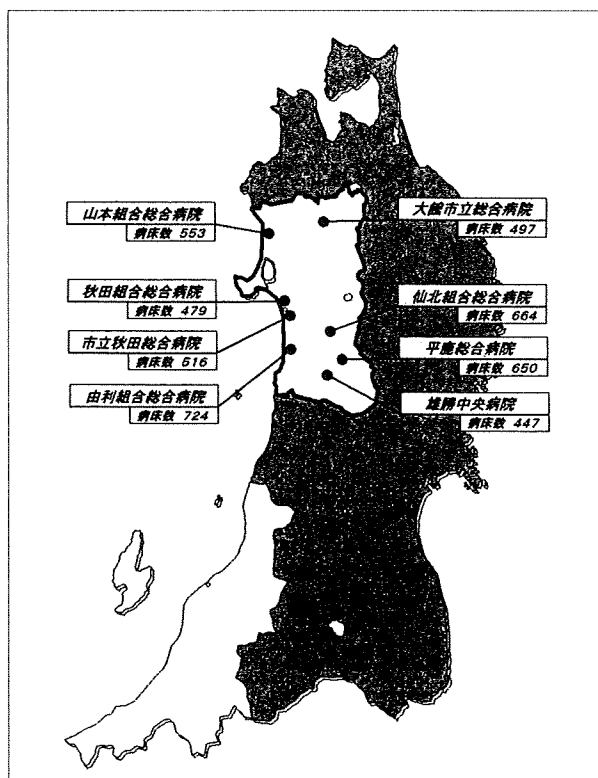 山本組合総合病院
病床数 553
秋田組合総合病院
病床数 479
市立秋田総合病院
病床数 516
由利組合総合病院
病床数 724
大館市立総合病院
病床数 497
仙北組合総合病院
病床数 664
平鹿総合病院
病床数 650
雄勝中央病院
病床数 447